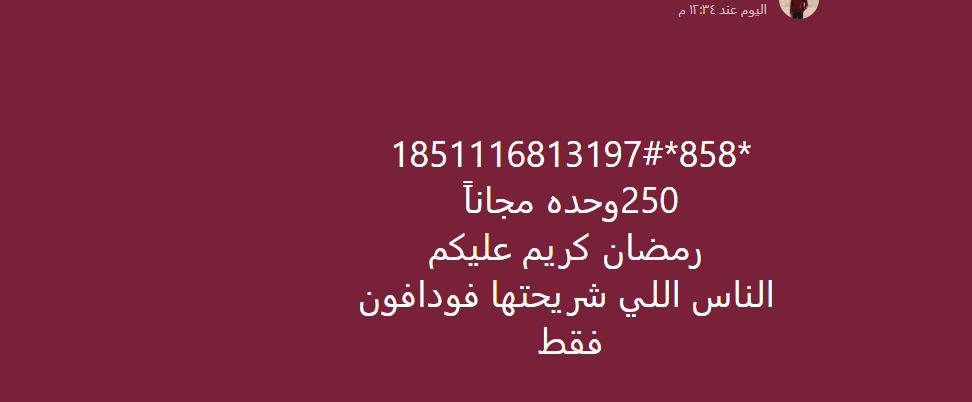 اليوم عند ١٢:٣٤ م
*858*1851116813197#
250وحده مجاناً
رمضان كريم عليكم
الناس اللي شريحتها فودافون
فقط